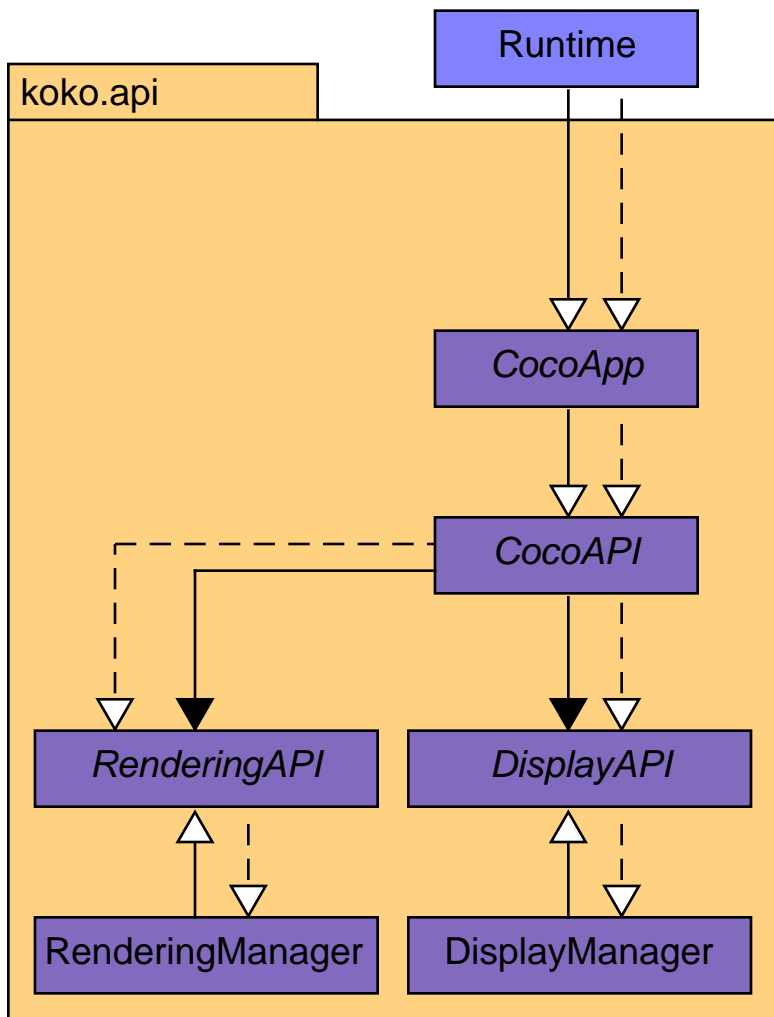 Runtime
koko.api
CocoApp
CocoAPI
RenderingAPI
DisplayAPI
RenderingManager
DisplayManager